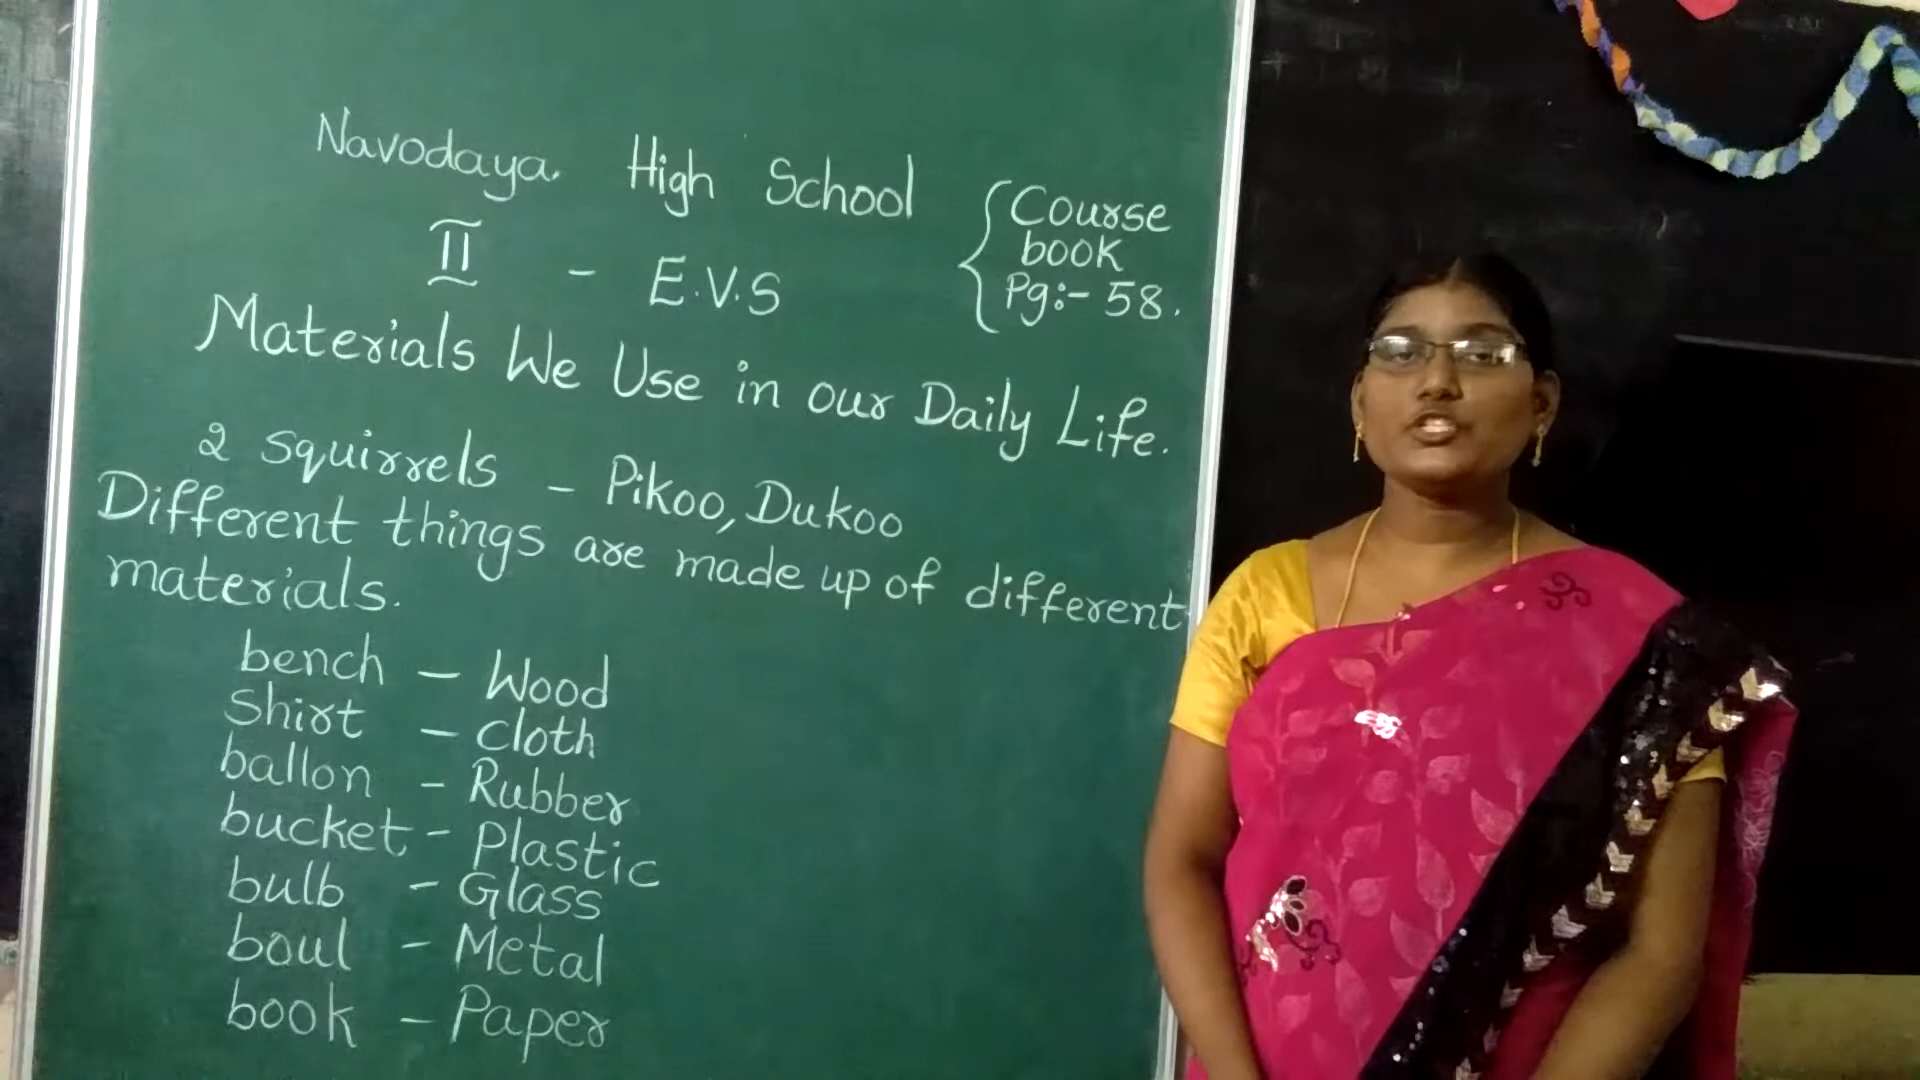 Navodaya. High School
II - E.V.S
{ Course
book
Pg:- 58.
Materials We Use in our Daily Life.
2 squirrels - Pikoo, Dukoo
Different things are made up of different
materials.
bench - Wood
Shirt - Cloth
ballon - Rubber
bucket - Plastic
bulb - Glass
boul - Metal
book - Paper